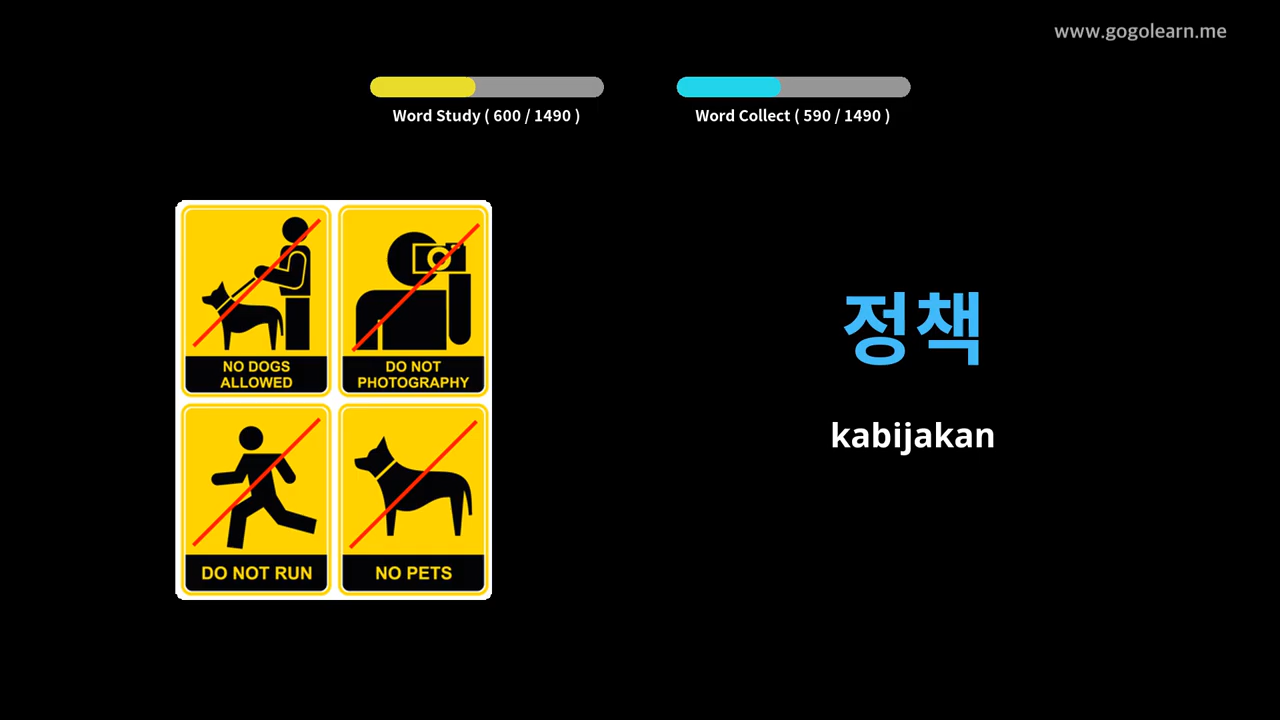 www.gogolearn.me
Word Study ( 600 / 1490 )
Word Collect ( 590 / 1490 )
NO DOGS
ALLOWED
DO NOT
PHOTOGRAPHY
DO NOT RUN
NO PETS
정책
kabijakan